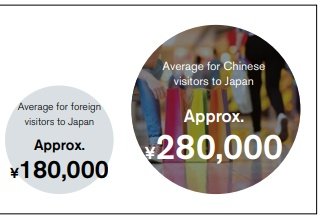 Average for foreign
visitors to Japan
Approx.
¥180,000
Average for Chinese
visitors to Japan
Approx.
¥280,000